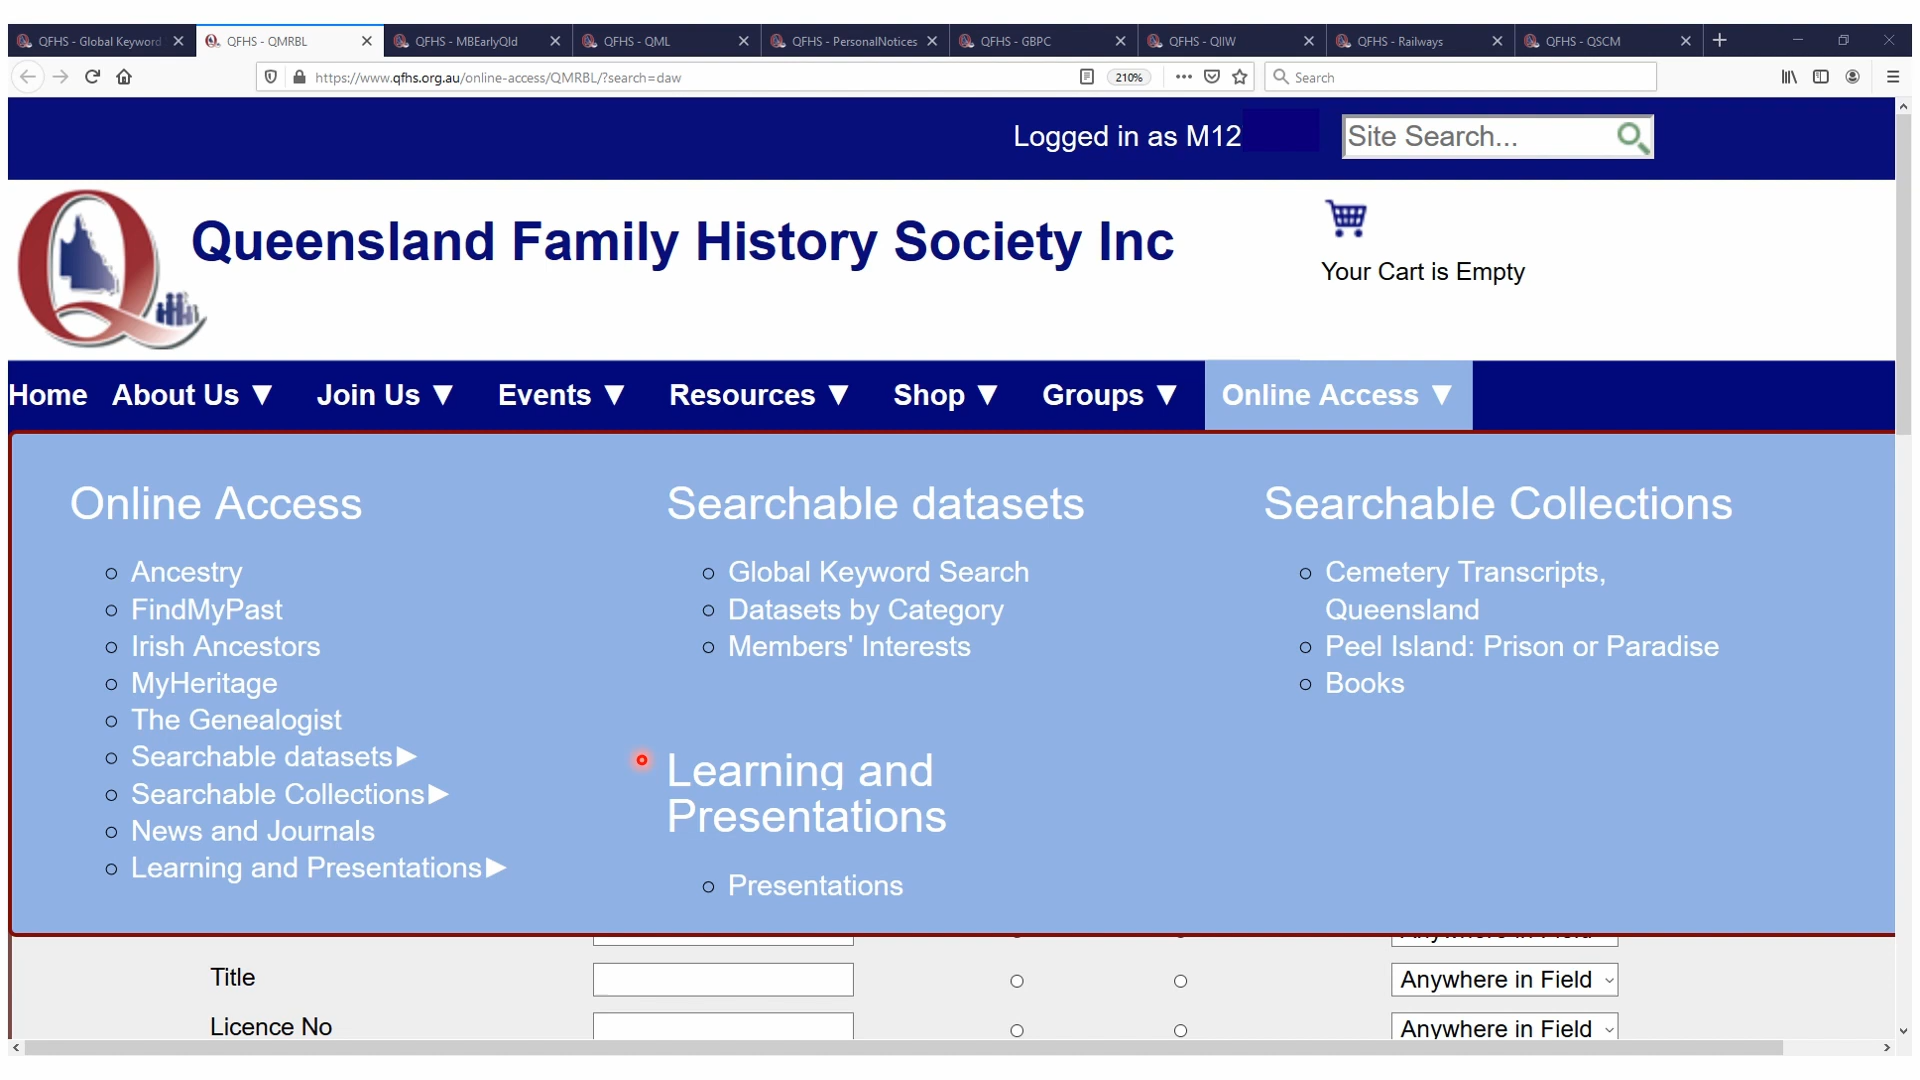 QFHS - Global Keyword
QFHS - QMRBL
QFHS - MBEarlyQld
QFHS - QML
QFHS - PersonalNotices
QFHS - GBPC
QFHS - QIIW
QFHS - Railways
QFHS - QSCM
https://www.qfhs.org.au/online-access/QMRBL/?search=daw
210%
Search
Logged in as M12
Site Search...
Queensland Family History Society Inc
Your Cart is Empty
Home About Us ▼ Join Us ▼ Events ▼ Resources ▼ Shop ▼ Groups ▼ Online Access ▼
Online Access
Ancestry
FindMyPast
Irish Ancestors
MyHeritage
The Genealogist
Searchable datasets▶
Searchable Collections▶
News and Journals
Learning and Presentations▶
Searchable datasets
Global Keyword Search
Datasets by Category
Members' Interests
Learning and
Presentations
Presentations
Searchable Collections
Cemetery Transcripts,
Queensland
Peel Island: Prison or Paradise
Books
Title
Anywhere in Field
Licence No
Anywhere in Field